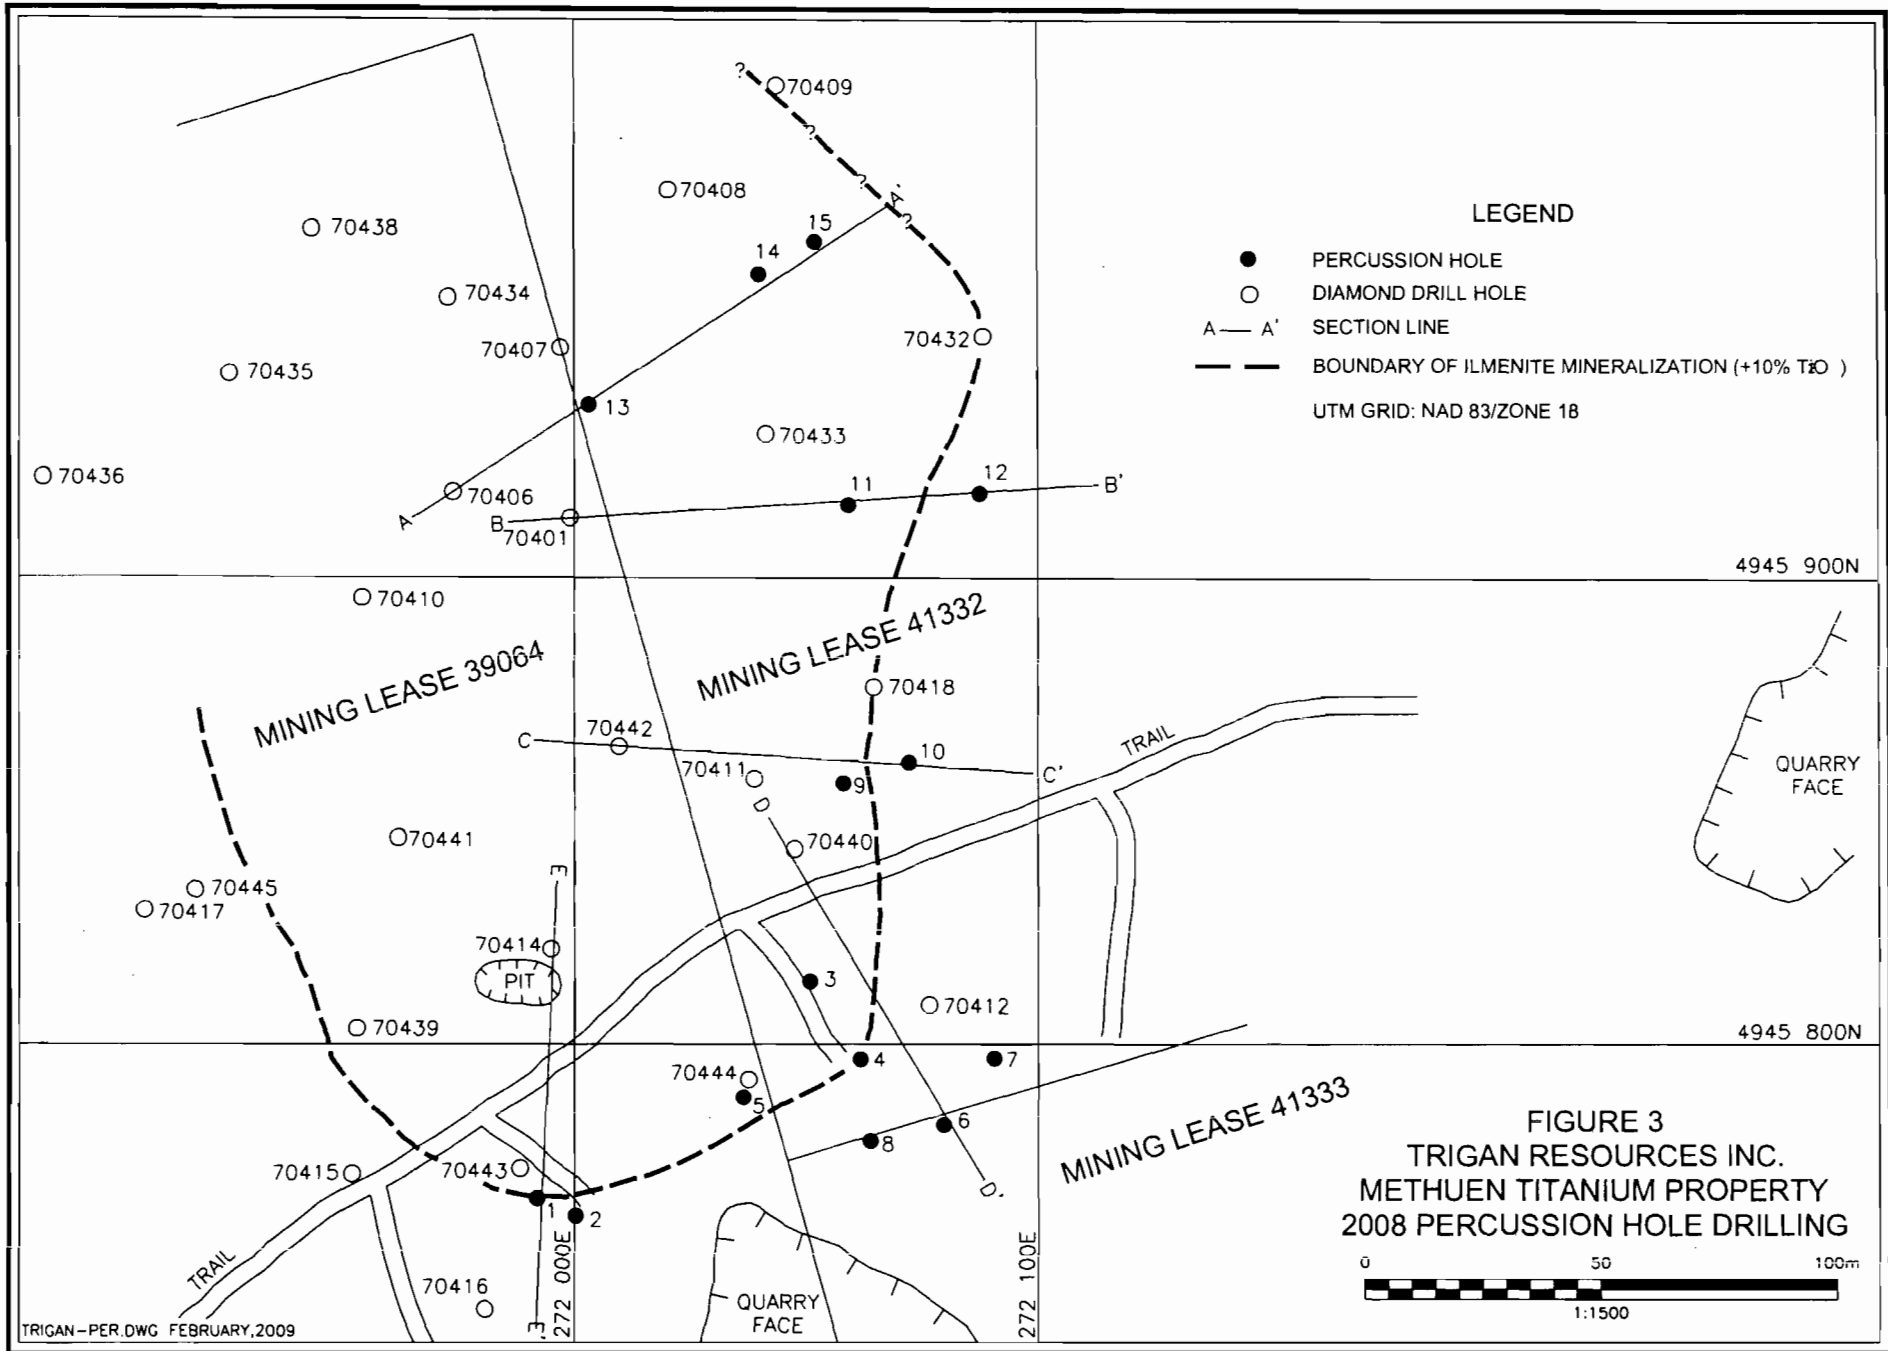 ?
70409
?
70408
?
A'
?
70438
15
14
70434
70407
70432
70435
13
70433
70436
70406
11
12
A
B
B'
70401
LEGEND
PERCUSSION HOLE
DIAMOND DRILL HOLE
A — A' SECTION LINE
BOUNDARY OF ILMENITE MINERALIZATION (+10% TiO2)
UTM GRID: NAD 83/ZONE 18
4945 900N
70410
MINING LEASE 39064
MINING LEASE 41332
70418
70442
C
10
TRAIL
70411
C'
9
D
QUARRY
FACE
70441
70440
E
70445
70417
70414
PIT
3
70412
70439
4945 800N
4
7
70444
5
6
8
MINING LEASE 41333
70415
70443
D'
1
2
TRAIL
70416
E'
272 000E
QUARRY
FACE
272 100E
FIGURE 3
TRIGAN RESOURCES INC.
METHUEN TITANIUM PROPERTY
2008 PERCUSSION HOLE DRILLING
0 50 100m
1:1500
TRIGAN-PER.DWG FEBRUARY,2009